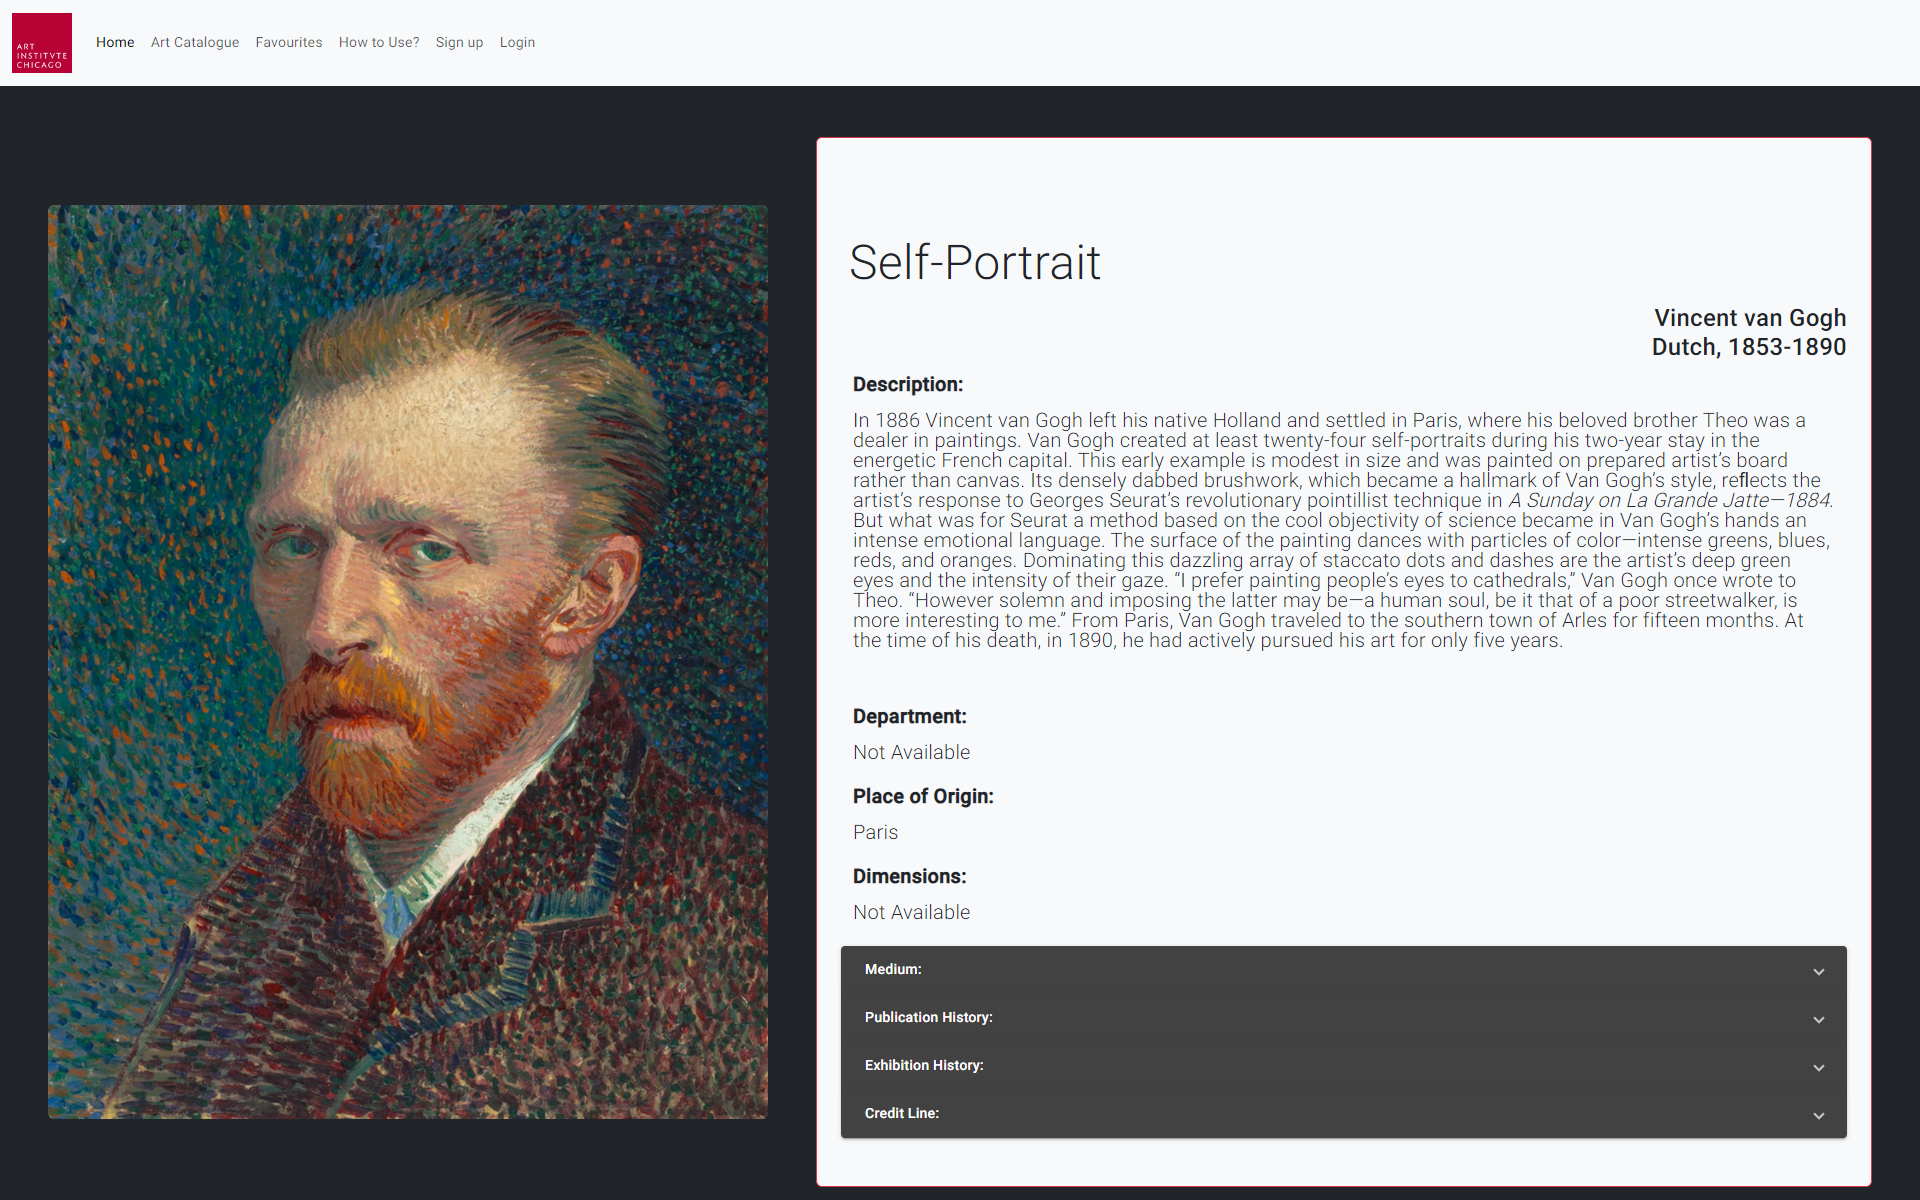 ART
INSTITVTE
CHICAGO
Home Art Catalogue Favourites How to Use? Sign up Login
Self-Portrait
Vincent van Gogh
Dutch, 1853-1890
Description:
In 1886 Vincent van Gogh left his native Holland and settled in Paris, where his beloved brother Theo was a
dealer in paintings. Van Gogh created at least twenty-four self-portraits during his two-year stay in the
energetic French capital. This early example is modest in size and was painted on prepared artist’s board
rather than canvas. Its densely dabbed brushwork, which became a hallmark of Van Gogh’s style, reflects the
artist’s response to Georges Seurat’s revolutionary pointillist technique in A Sunday on La Grande Jatte—1884.
But what was for Seurat a method based on the cool objectivity of science became in Van Gogh’s hands an
intense emotional language. The surface of the painting dances with particles of color—intense greens, blues,
reds, and oranges. Dominating this dazzling array of staccato dots and dashes are the artist’s deep green
eyes and the intensity of their gaze. “I prefer painting people’s eyes to cathedrals,” Van Gogh once wrote to
Theo. “However solemn and imposing the latter may be—a human soul, be it that of a poor streetwalker, is
more interesting to me.” From Paris, Van Gogh traveled to the southern town of Arles for fifteen months. At
the time of his death, in 1890, he had actively pursued his art for only five years.
Department:
Not Available
Place of Origin:
Paris
Dimensions:
Not Available
Medium:
Publication History:
Exhibition History:
Credit Line: